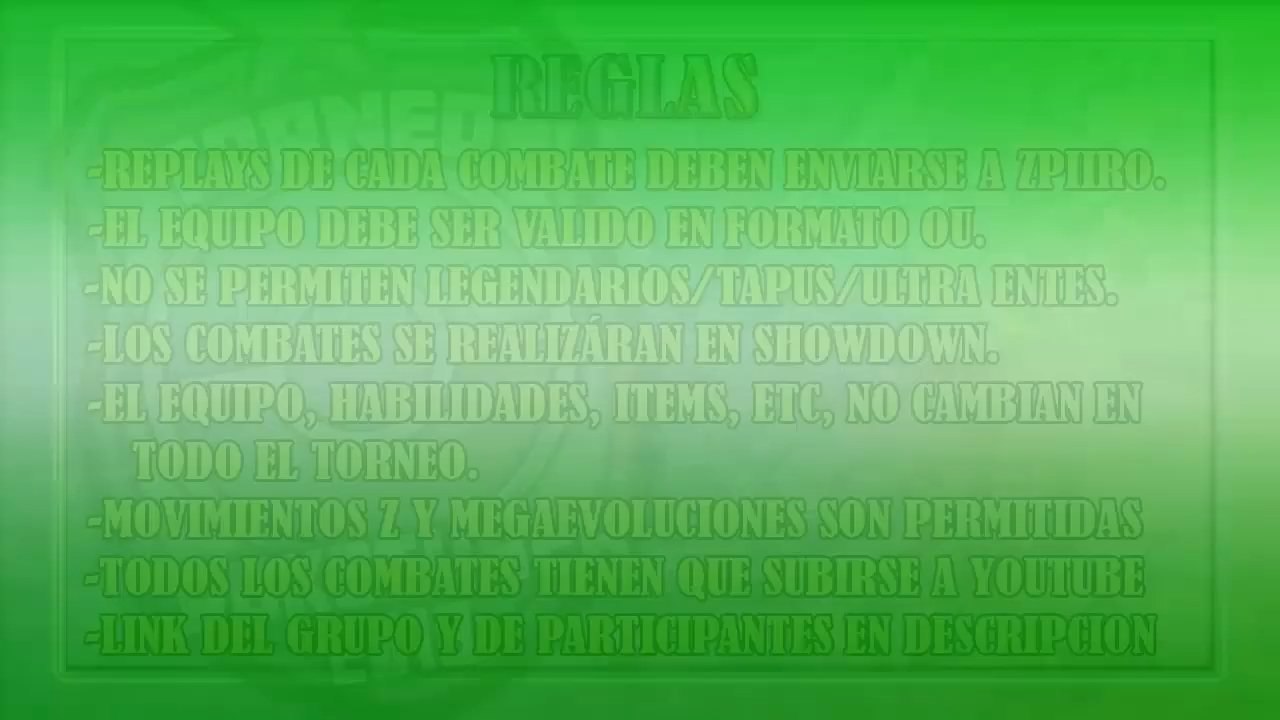 REGLAS
-REPLAYS DE CADA COMBATE DEBEN ENVIARSE A ZPIIRO.
-EL EQUIPO DEBE SER VALIDO EN FORMATO OU.
-NO SE PERMITEN LEGENDARIOS/TAPUS/ULTRA ENTES.
-LOS COMBATES SE REALIZÁRAN EN SHOWDOWN.
-EL EQUIPO, HABILIDADES, ITEMS, ETC, NO CAMBIAN EN
TODO EL TORNEO.
-MOVIMIENTOS Z Y MEGAEVOLUCIONES SON PERMITIDAS
-TODOS LOS COMBATES TIENEN QUE SUBIRSE A YOUTUBE
-LINK DEL GRUPO Y DE PARTICIPANTES EN DESCRIPCION
TORNEO